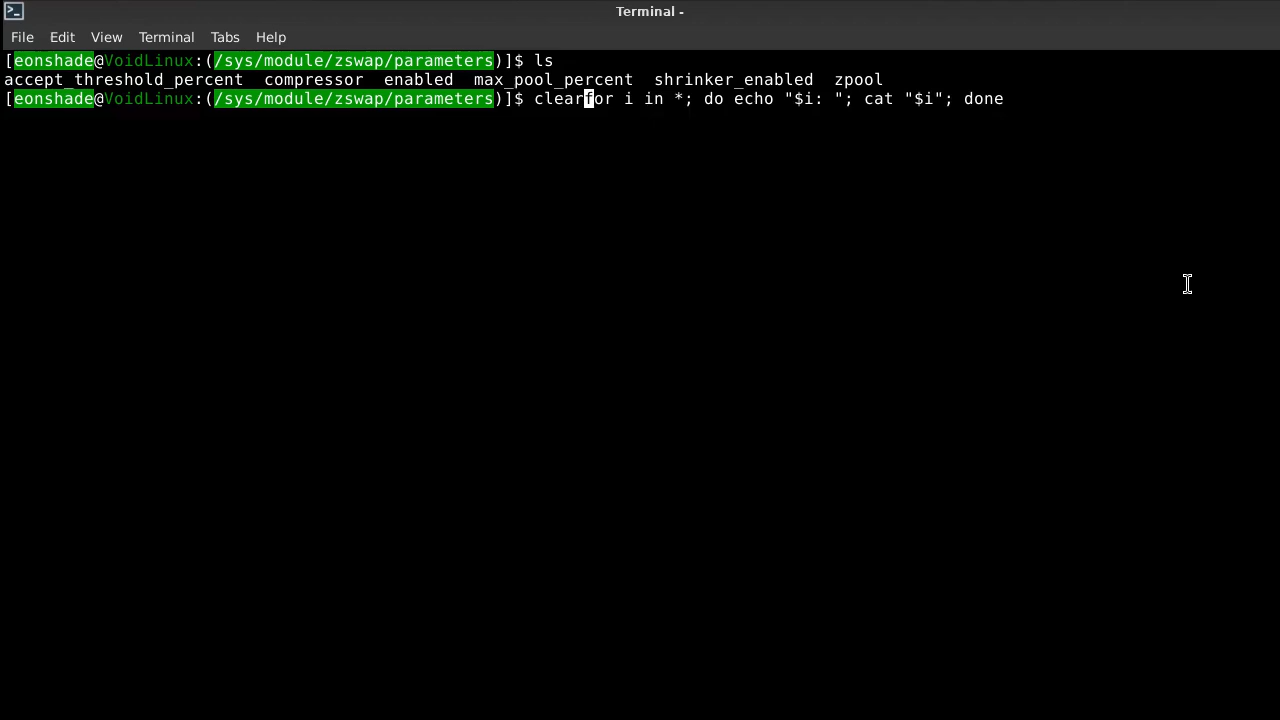 Terminal -
File Edit View Terminal Tabs Help
[eonshade@VoidLinux:(/sys/module/zswap/parameters)]$ ls
accept_threshold_percent  compressor  enabled  max_pool_percent  shrinker_enabled  zpool
[eonshade@VoidLinux:(/sys/module/zswap/parameters)]$ clearfor i in *; do echo "$i: "; cat "$i"; done